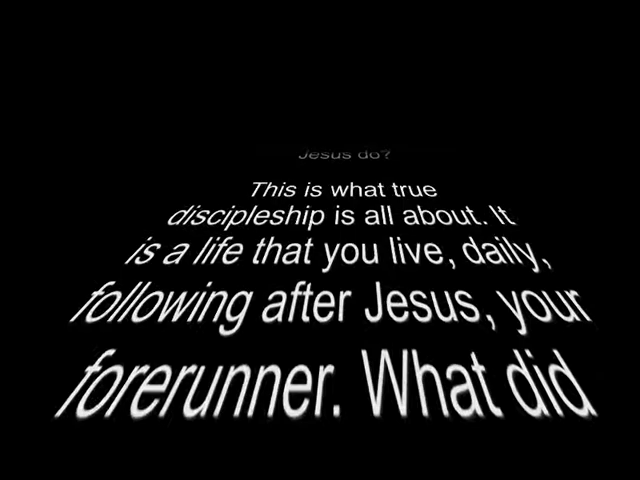 Jesus do?
This is what true
discipleship is all about. It
is a life that you live, daily,
following after Jesus, your
forerunner. What did